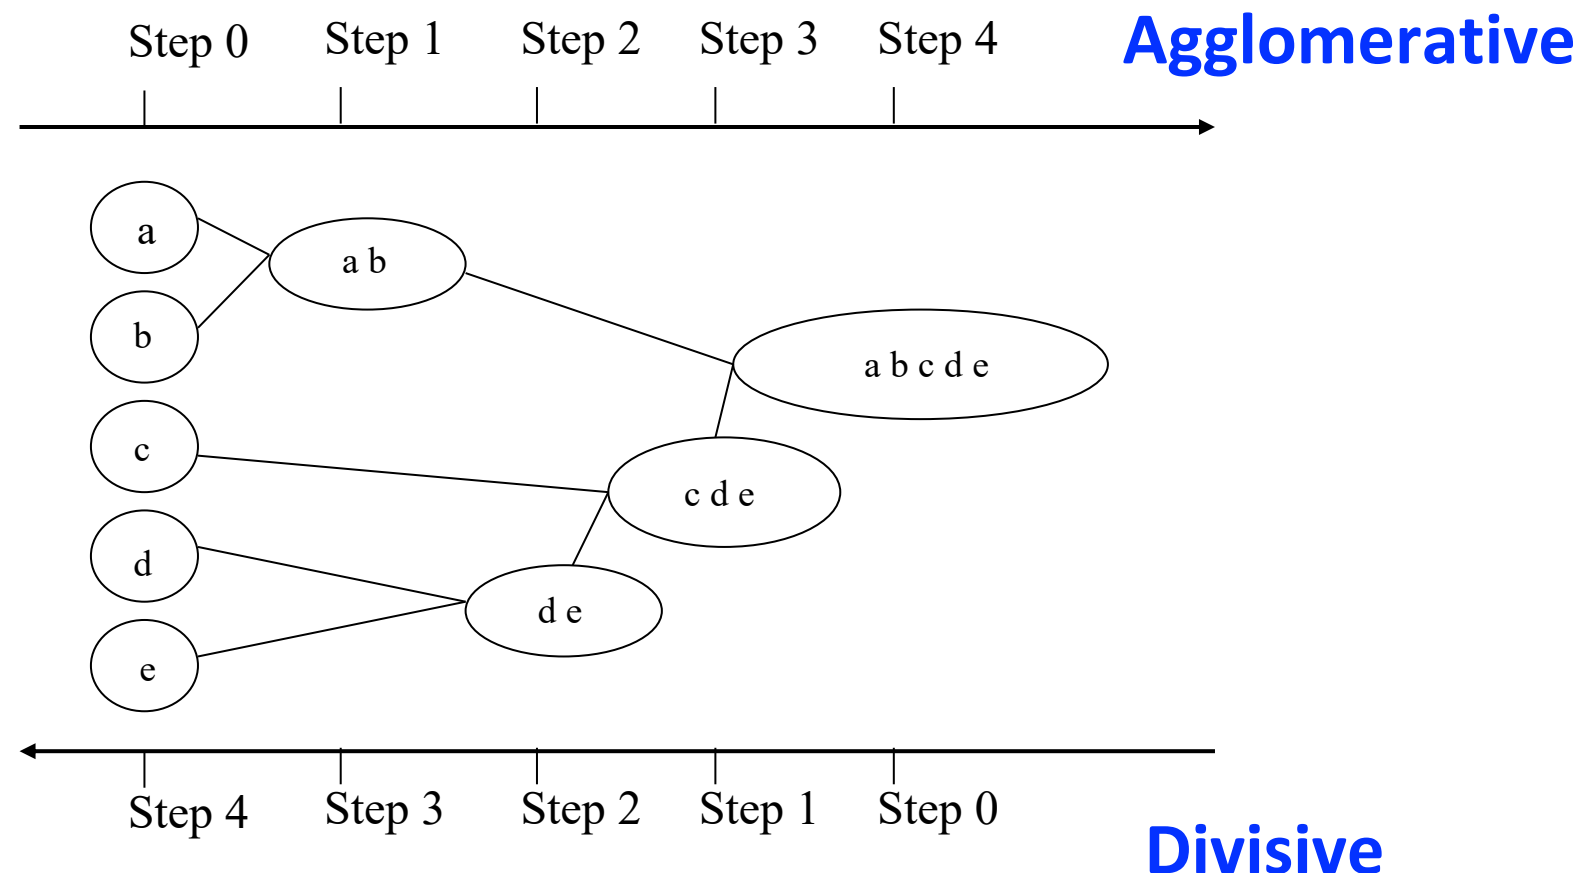 Step 0 Step 1 Step 2 Step 3 Step 4 Agglomerative
a
a b
b
a b c d e
c
c d e
d
d e
e
Step 4 Step 3 Step 2 Step 1 Step 0
Divisive